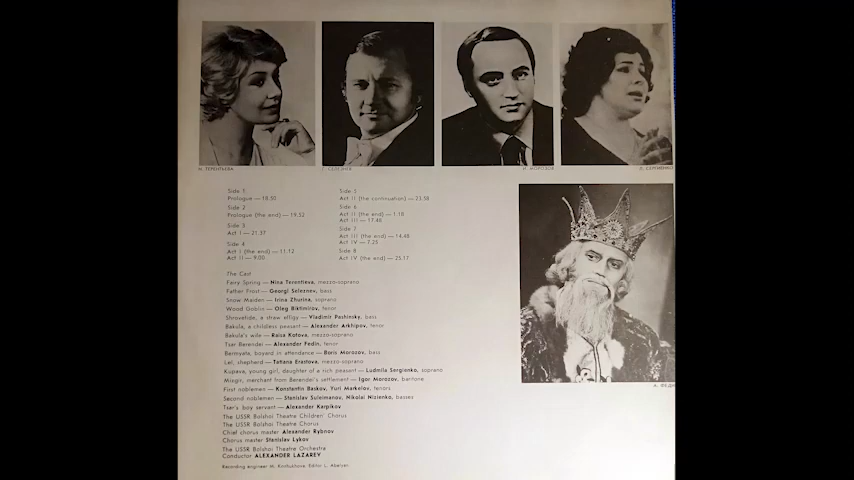 Н. ТЕРЕНТЬЕВА
Г. СЕЛЕЗНЕВ
И. МОРОЗОВ
Л. СЕРГИЕНКО
Side 1
Prologue — 18.50
Side 2
Prologue (the end) — 19.52
Side 3
Act I — 21.37
Side 4
Act I (the end) — 11.12
Act II — 9.00
Side 5
Act II (the continuation) — 23.58
Side 6
Act II (the end) — 1.18
Act III — 17.46
Side 7
Act III (the end) — 14.48
Act IV — 7.25
Side 8
Act IV (the end) — 25.17
The Cast
Fairy Spring — Nina Terentieva, mezzo-soprano
Father Frost — Georgi Seleznev, bass
Snow Maiden — Irina Zhurina, soprano
Wood Goblin — Oleg Biktimirov, tenor
Shrovetide, a straw effigy — Vladimir Pashinsky, bass
Bakula, a childless peasant — Alexander Arkhipov, tenor
Bakula's wife — Raisa Kotova, mezzo-soprano
Tsar Berendei — Alexander Fedin, tenor
Bermyata, boyard in attendance — Boris Morozov, bass
Lel, shepherd — Tatiana Erastova, mezzo-soprano
Kupava, young girl, daughter of a rich peasant — Ludmila Sergienko, soprano
Mizgir, merchant from Berendei's settlement — Igor Morozov, baritone
First noblemen — Konstantin Baskov, Yuri Markelov, tenors
Second noblemen — Stanislav Suleimanov, Nikolai Nizienko, basses
Tsar's boy servant — Alexander Karpikov
The USSR Bolshoi Theatre Children' Chorus
The USSR Bolshoi Theatre Chorus
Chief chorus master Alexander Rybnov
Chorus master Stanislav Lykov
The USSR Bolshoi Theatre Orchestra
Conductor ALEXANDER LAZAREV
Recording engineer M. Editor L. Abelyan
А. ФЕДИН